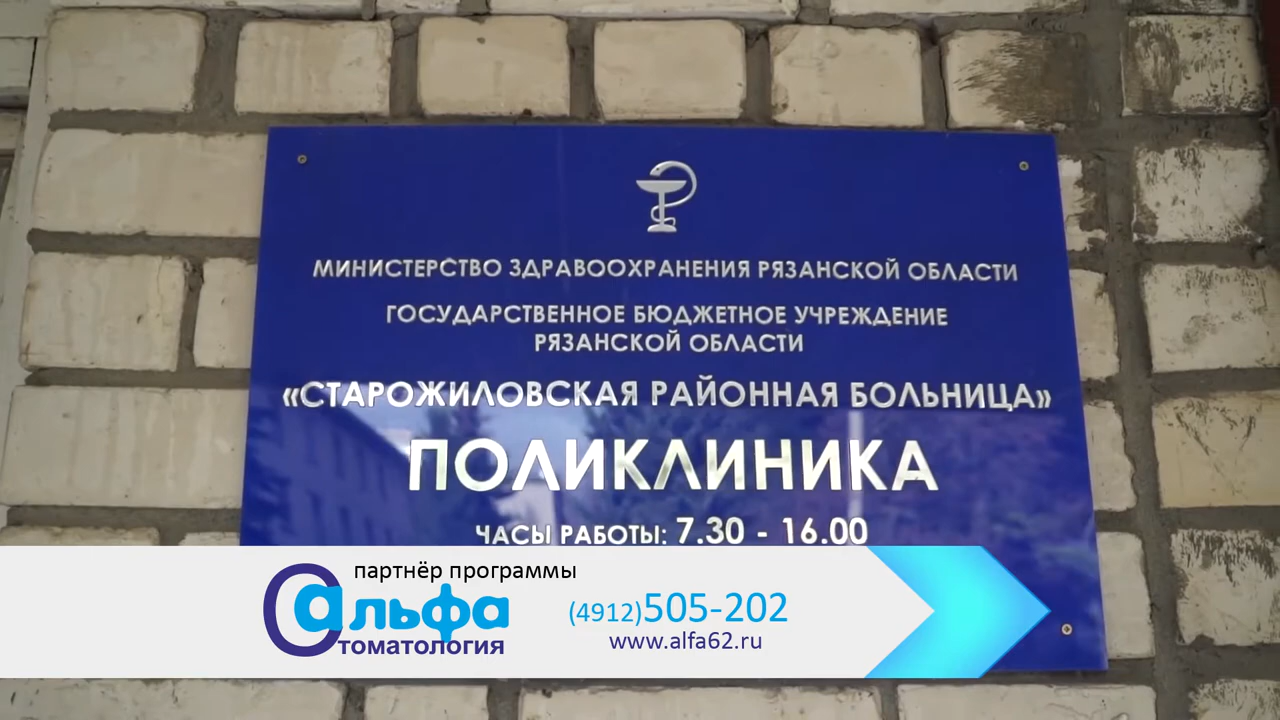 МИНИСТЕРСТВО ЗДРАВООХРАНЕНИЯ РЯЗАНСКОЙ ОБЛАСТИ
ГОСУДАРСТВЕННОЕ БЮДЖЕТНОЕ УЧРЕЖДЕНИЕ
РЯЗАНСКОЙ ОБЛАСТИ
«СТАРОЖИЛОВСКАЯ РАЙОННАЯ БОЛЬНИЦА»
ПОЛИКЛИНИКА
ЧАСЫ РАБОТЫ: 7.30 - 16.00
партнёр программы
альфа
Стоматология
(4912)505-202
www.alfa62.ru